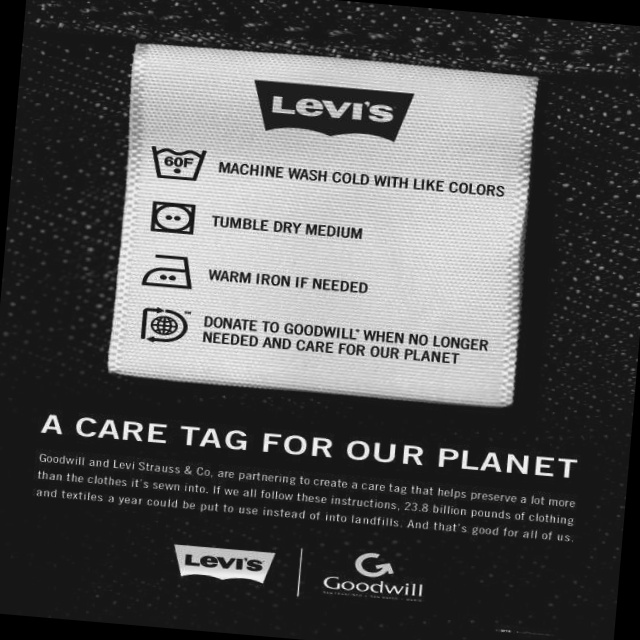 Levi's
60F
MACHINE WASH COLD WITH LIKE COLORS
TUMBLE DRY MEDIUM
WARM IRON IF NEEDED
DONATE TO GOODWILL® WHEN NO LONGER
NEEDED AND CARE FOR OUR PLANET
A CARE TAG FOR OUR PLANET
Goodwill and Levi Strauss & Co, are partnering to create a care tag that helps preserve a lot more
than the clothes it's sewn into. If we all follow these instructions, 23.8 billion pounds of clothing
and textiles a year could be put to use instead of into landfills. And that's good for all of us.
Levi's
Goodwill